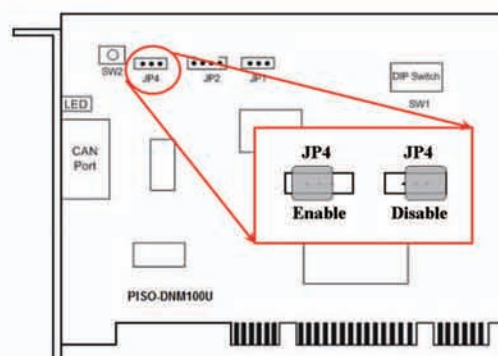 SW2
JP4
JP2
JP1
DIP Switch
SW1
LED
CAN
Port
JP4
JP4
Enable
Disable
PISO-DNM100U